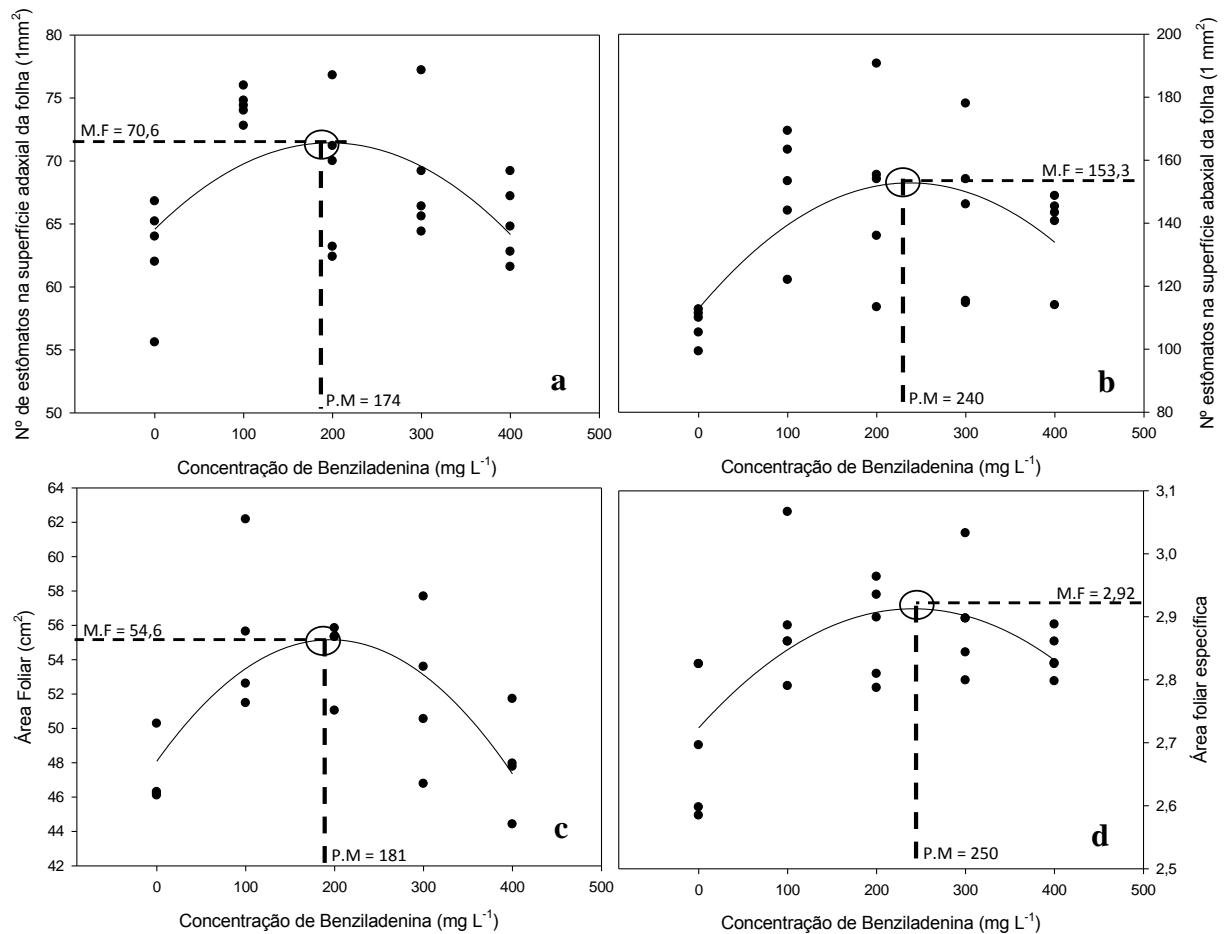 Nº de estômatos na superfície adaxial da folha (1mm²)
80
75
70
65
60
55
50
M.F = 70,6
P.M = 174
a
0 100 200 300 400 500
Concentração de Benziladenina (mg L⁻¹)
200
180
160
140
120
100
80
Nº estômatos na superfície abaxial da folha (1 mm²)
M.F = 153,3
P.M = 240
b
0 100 200 300 400 500
Concentração de Benziladenina (mg L⁻¹)
Área Foliar (cm²)
64
62
60
58
56
54
52
50
48
46
44
42
M.F = 54,6
P.M = 181
c
0 100 200 300 400 500
Concentração de Benziladenina (mg L⁻¹)
3,1
3,0
2,9
2,8
2,7
2,6
2,5
Área foliar específica
M.F = 2,92
P.M = 250
d
0 100 200 300 400 500
Concentração de Benziladenina (mg L⁻¹)